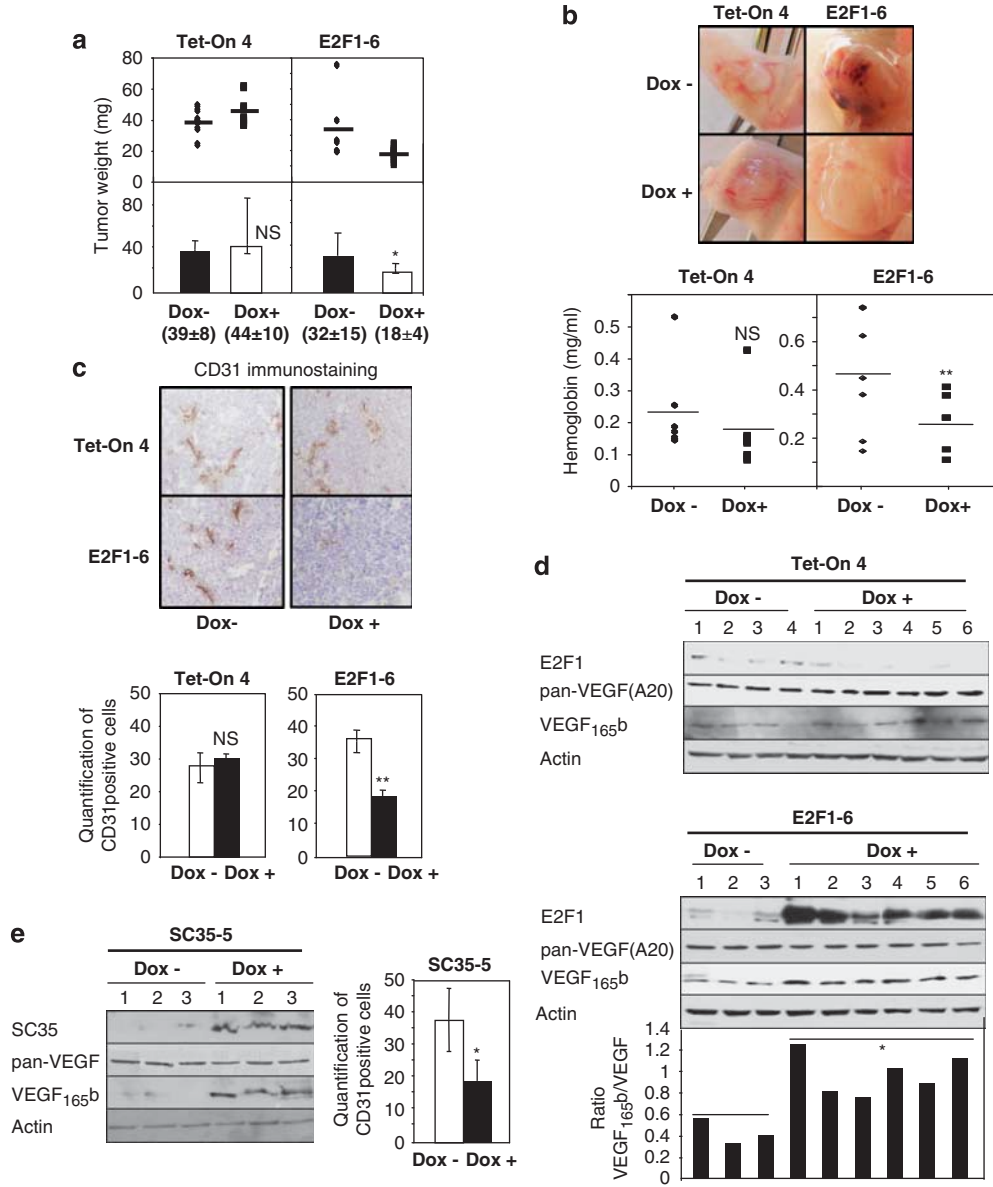 a
Tet-On 4 E2F1-6
Tumor weight (mg)
80
60
40
20
0
80
40
0
NS
*
Dox- Dox+ Dox- Dox+
(39±8) (44±10) (32±15) (18±4)
b
Tet-On 4 E2F1-6
Dox -
Dox +
Tet-On 4 E2F1-6
Hemoglobin (mg/ml)
0.5
0.4
0.3
0.2
0.1
0
NS
0.6
0.4
0.2
**
Dox - Dox+ Dox - Dox+
c
CD31 immunostaining
Tet-On 4
E2F1-6
Dox- Dox +
Tet-On 4 E2F1-6
Quantification of
CD31positive cells
50
40
30
20
10
0
NS
50
40
30
20
10
0
**
Dox - Dox + Dox - Dox +
d
Tet-On 4
Dox - Dox +
1 2 3 4 1 2 3 4 5 6
E2F1
pan-VEGF(A20)
VEGF165b
Actin
E2F1-6
Dox - Dox +
1 2 3 1 2 3 4 5 6
E2F1
pan-VEGF(A20)
VEGF165b
Actin
Ratio
VEGF165b/VEGF
1.4
1.2
1
0.8
0.6
0.4
0.2
0
*
e
SC35-5
Dox - Dox +
1 2 3 1 2 3
SC35
pan-VEGF
VEGF165b
Actin
SC35-5
Quantification of
CD31positive cells
50
40
30
20
10
0
*
Dox - Dox +